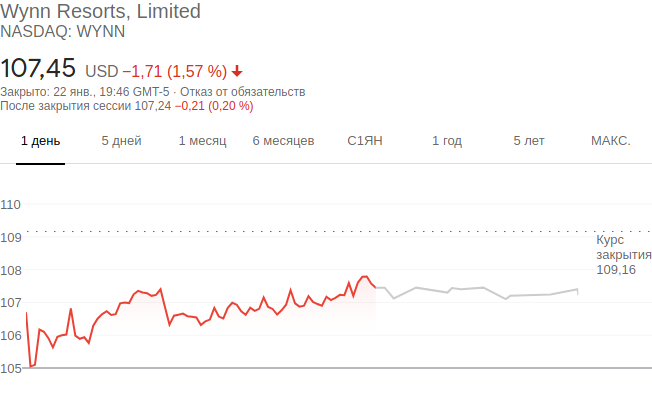 Wynn Resorts, Limited
NASDAQ: WYNN
107,45 USD −1,71 (1,57 %)
Закрыто: 22 янв., 19:46 GMT-5 · Отказ от обязательств
После закрытия сессии 107,24 −0,21 (0,20 %)
1 день 5 дней 1 месяц 6 месяцев С1ЯН 1 год 5 лет МАКС.
110
109
Курс
закрытия
109,16
108
107
106
105